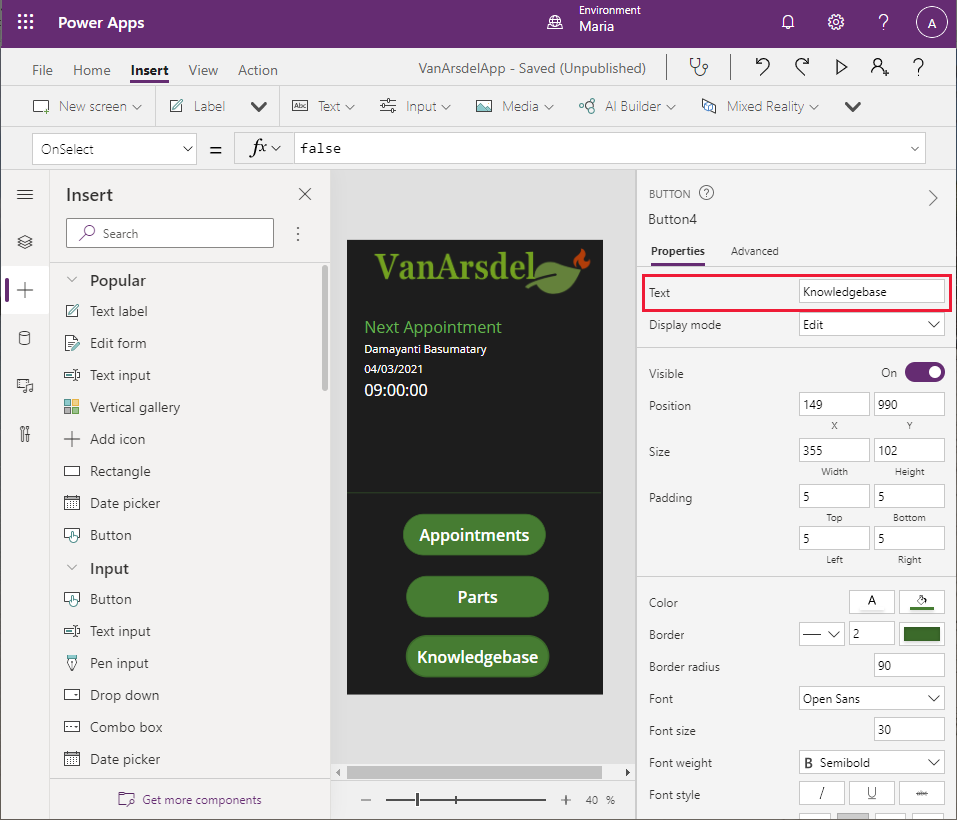 Power Apps
Environment
Maria
?
A
File Home Insert View Action
VanArsdelApp - Saved (Unpublished)
?
New screen Label Abc Text Input Media AI Builder Mixed Reality
OnSelect = fx false
Insert
Search
Popular
Text label
Edit form
Text input
Vertical gallery
Add icon
Rectangle
Date picker
Button
Input
Button
Text input
Pen input
Drop down
Combo box
Date picker
Get more components
VanArsdel
Next Appointment
Damayanti Basumatary
04/03/2021
09:00:00
Appointments
Parts
Knowledgebase
40 %
BUTTON ?
Button4
Properties Advanced
Text Knowledgebase
Display mode Edit
Visible On
Position 149 990
X Y
Size 355 102
Width Height
Padding 5 5
Top Bottom
5 5
Left Right
Color A
Border 2
Border radius 90
Font Open Sans
Font size 30
Font weight B Semibold
Font style / U abc